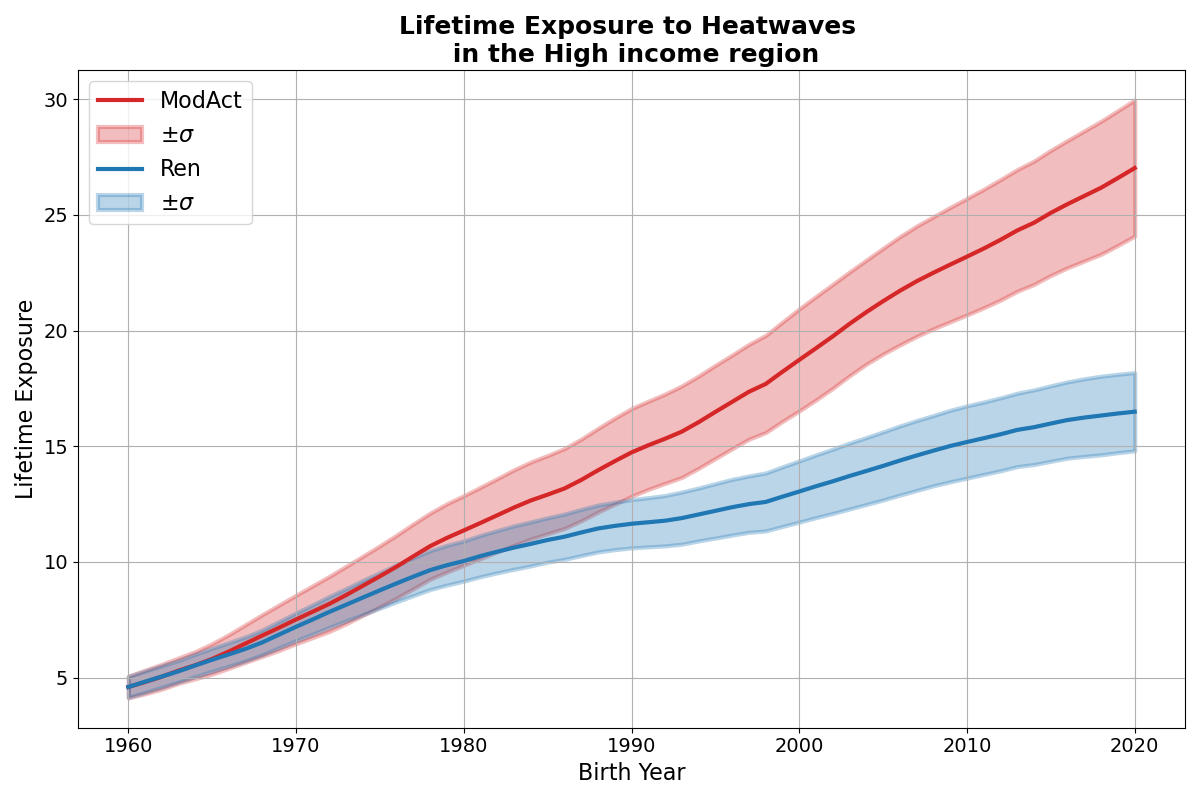 Lifetime Exposure to Heatwaves
in the High income region
ModAct
±σ
Ren
±σ
Lifetime Exposure
30
25
20
15
10
5
1960 1970 1980 1990 2000 2010 2020
Birth Year